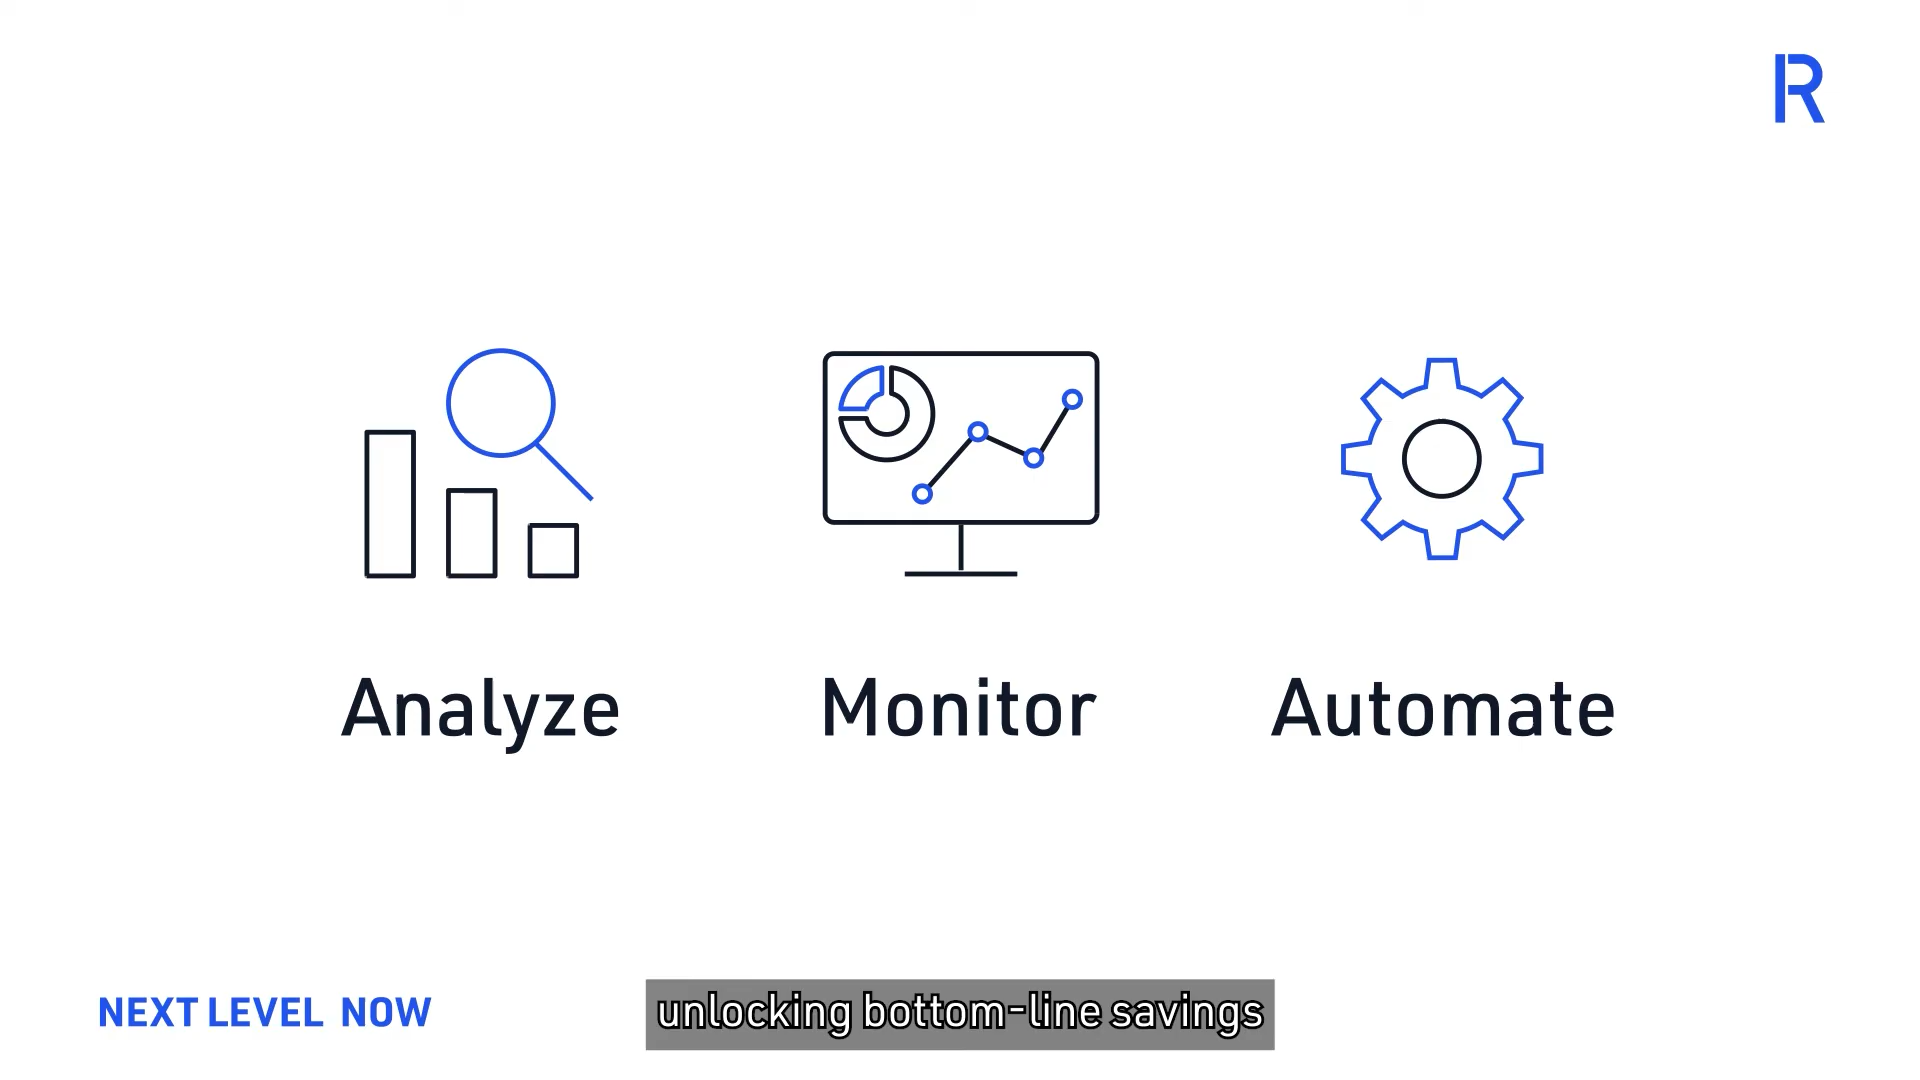 R
Analyze
Monitor
Automate
NEXT LEVEL NOW
unlocking bottom-line savings